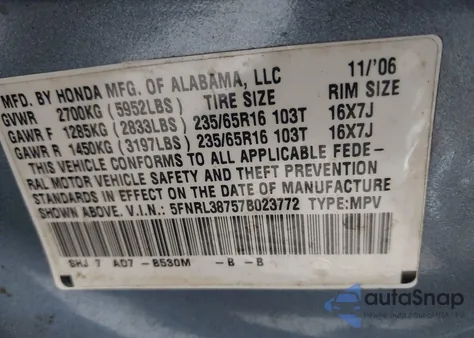 MFD. BY HONDA MFG. OF ALABAMA, LLC 11/'06
GVWR 2700KG (5952LBS) TIRE SIZE RIM SIZE
GAWR F 1285KG (2833LBS) 235/65R16 103T 16X7J
GAWR R 1450KG (3197LBS) 235/65R16 103T 16X7J
THIS VEHICLE CONFORMS TO ALL APPLICABLE FEDE-
RAL MOTOR VEHICLE SAFETY AND THEFT PREVENTION
STANDARDS IN EFFECT ON THE DATE OF MANUFACTURE
SHOWN ABOVE. V.I.N.: 5FNRL38757B023772 TYPE:MPV
SHJ 7 AD7 -B530M -B -B
autoSnap